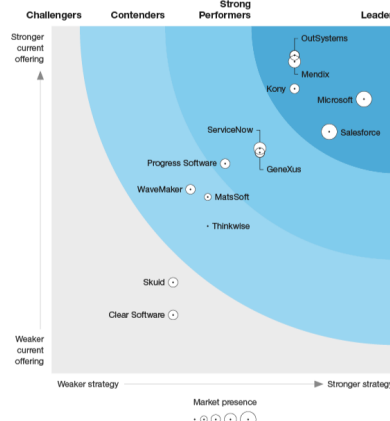 Challengers Contenders Strong Performers Leade
Stronger current offering
OutSystems
Mendix
Kony
Microsoft
Salesforce
ServiceNow
GeneXus
Progress Software
WaveMaker
MatsSoft
Thinkwise
Skuid
Clear Software
Weaker current offering
Weaker strategy
Stronger strategy
Market presence